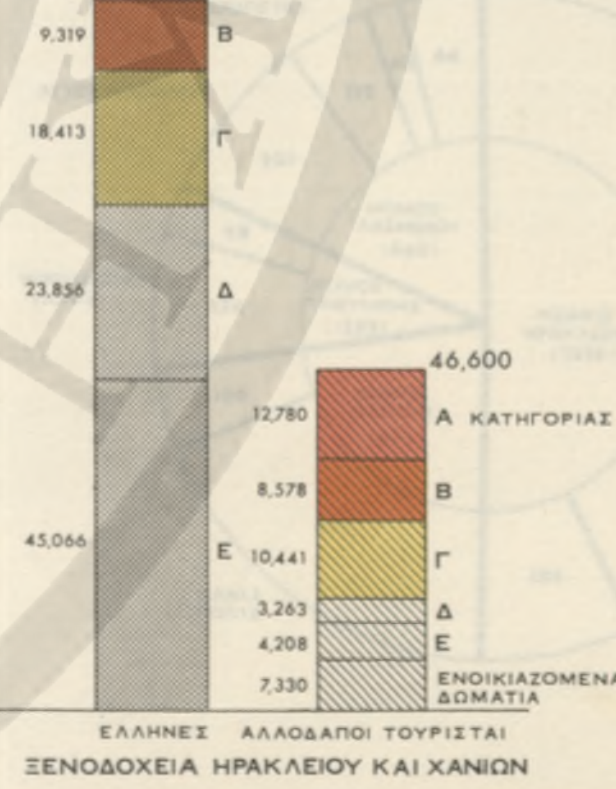 9,319 Β
18,413 Γ
23,856 Δ
46,600
12,780 Α ΚΑΤΗΓΟΡΙΑΣ
8,578 Β
45,066 Ε
10,441 Γ
3,263 Δ
4,208 Ε
7,330 ΕΝΟΙΚΙΑΖΟΜΕΝΑ
ΔΩΜΑΤΙΑ
ΕΛΛΗΝΕΣ ΑΛΛΟΔΑΠΟΙ ΤΟΥΡΙΣΤΑΙ
ΞΕΝΟΔΟΧΕΙΑ ΗΡΑΚΛΕΙΟΥ ΚΑΙ ΧΑΝΙΩΝ